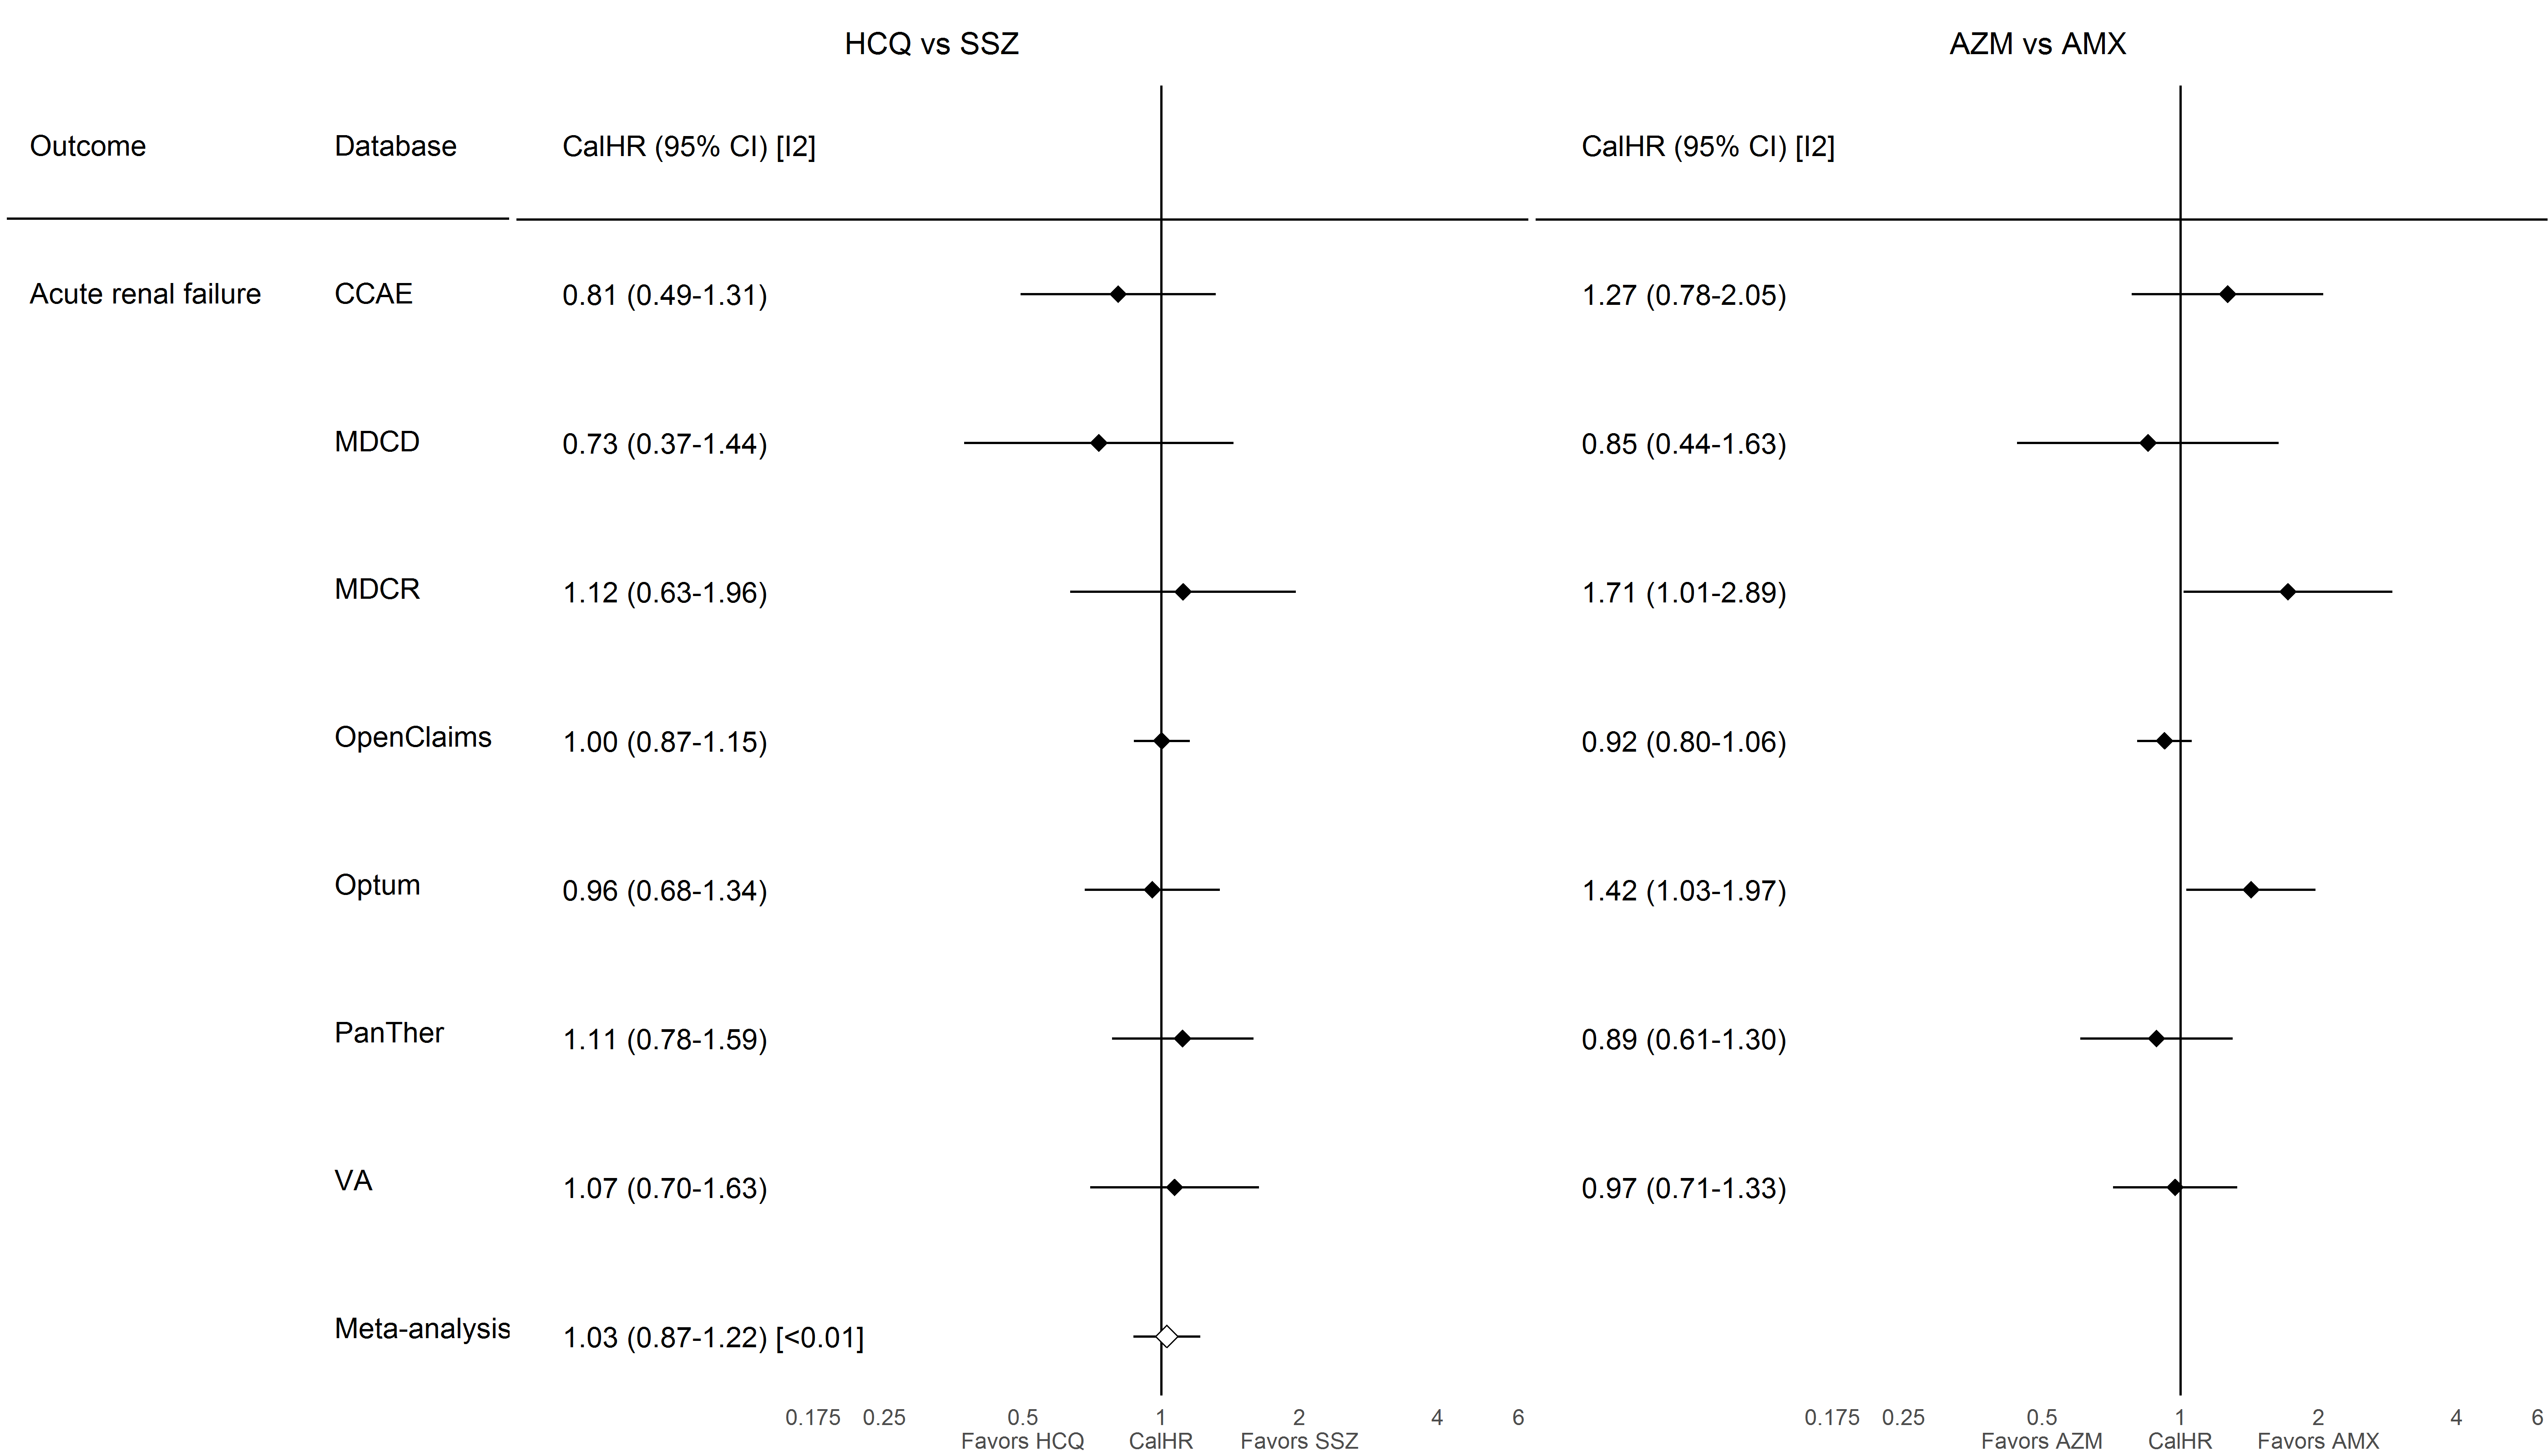 HCQ vs SSZ AZM vs AMX
Outcome Database CalHR (95% CI) [I2] CalHR (95% CI) [I2]
Acute renal failure CCAE 0.81 (0.49-1.31) 1.27 (0.78-2.05)
MDCD 0.73 (0.37-1.44) 0.85 (0.44-1.63)
MDCR 1.12 (0.63-1.96) 1.71 (1.01-2.89)
OpenClaims 1.00 (0.87-1.15) 0.92 (0.80-1.06)
Optum 0.96 (0.68-1.34) 1.42 (1.03-1.97)
PanTher 1.11 (0.78-1.59) 0.89 (0.61-1.30)
VA 1.07 (0.70-1.63) 0.97 (0.71-1.33)
Meta-analysis 1.03 (0.87-1.22) [<0.01]
0.175 0.25 0.5 1 2 4 6 0.175 0.25 0.5 1 2 4 6
Favors HCQ CalHR Favors SSZ Favors AZM CalHR Favors AMX